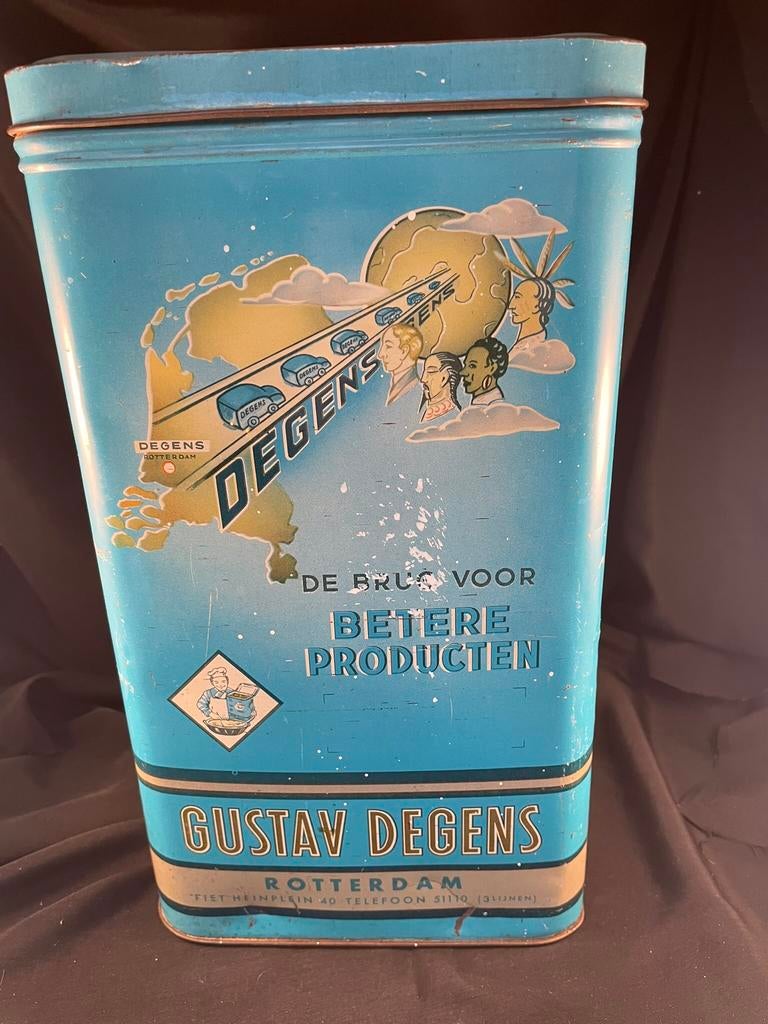 DEGENS
ROTTERDAM
DEGENS
DEGENS
DEGENS
DEGENS
DE BRUG VOOR
BETERE
PRODUCTEN
GUSTAV DEGENS
ROTTERDAM
PIET HEINPLEIN 40 TELEFOON 51110 (3 LIJNEN)